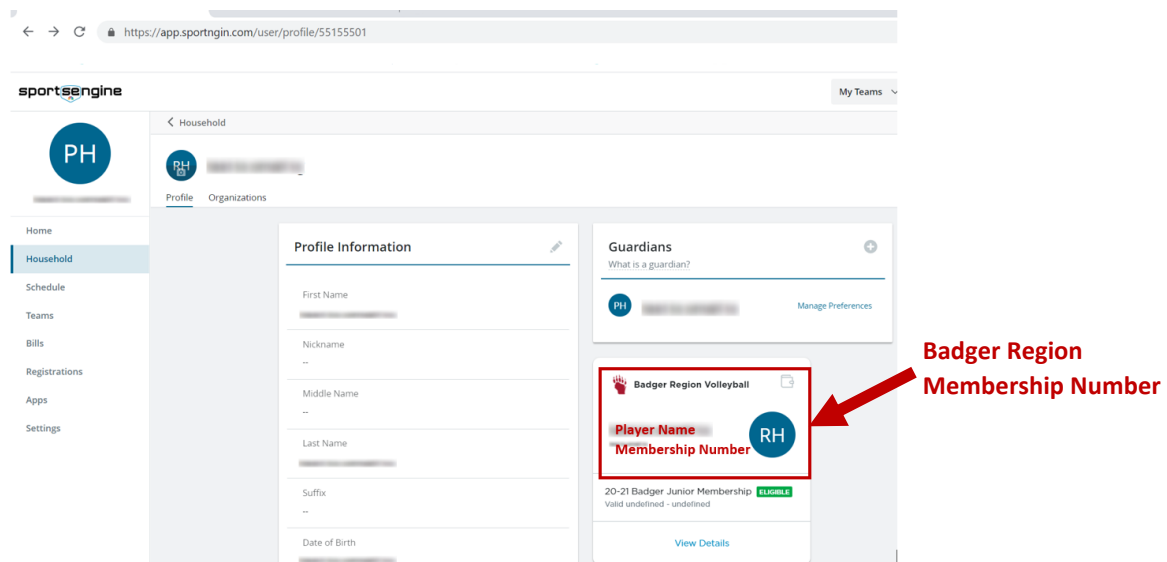 https://app.sportngin.com/user/profile/55155501
sportsengine
My Teams
PH
Household
RH
Profile Organizations
Home
Household
Schedule
Teams
Bills
Registrations
Apps
Settings
Profile Information
First Name
Nickname
--
Middle Name
--
Last Name
Suffix
--
Date of Birth
Guardians
What is a guardian?
PH
Manage Preferences
Badger Region Volleyball
Player Name
Membership Number
RH
20-21 Badger Junior Membership ELIGIBLE
Valid undefined - undefined
View Details
Badger Region
Membership Number